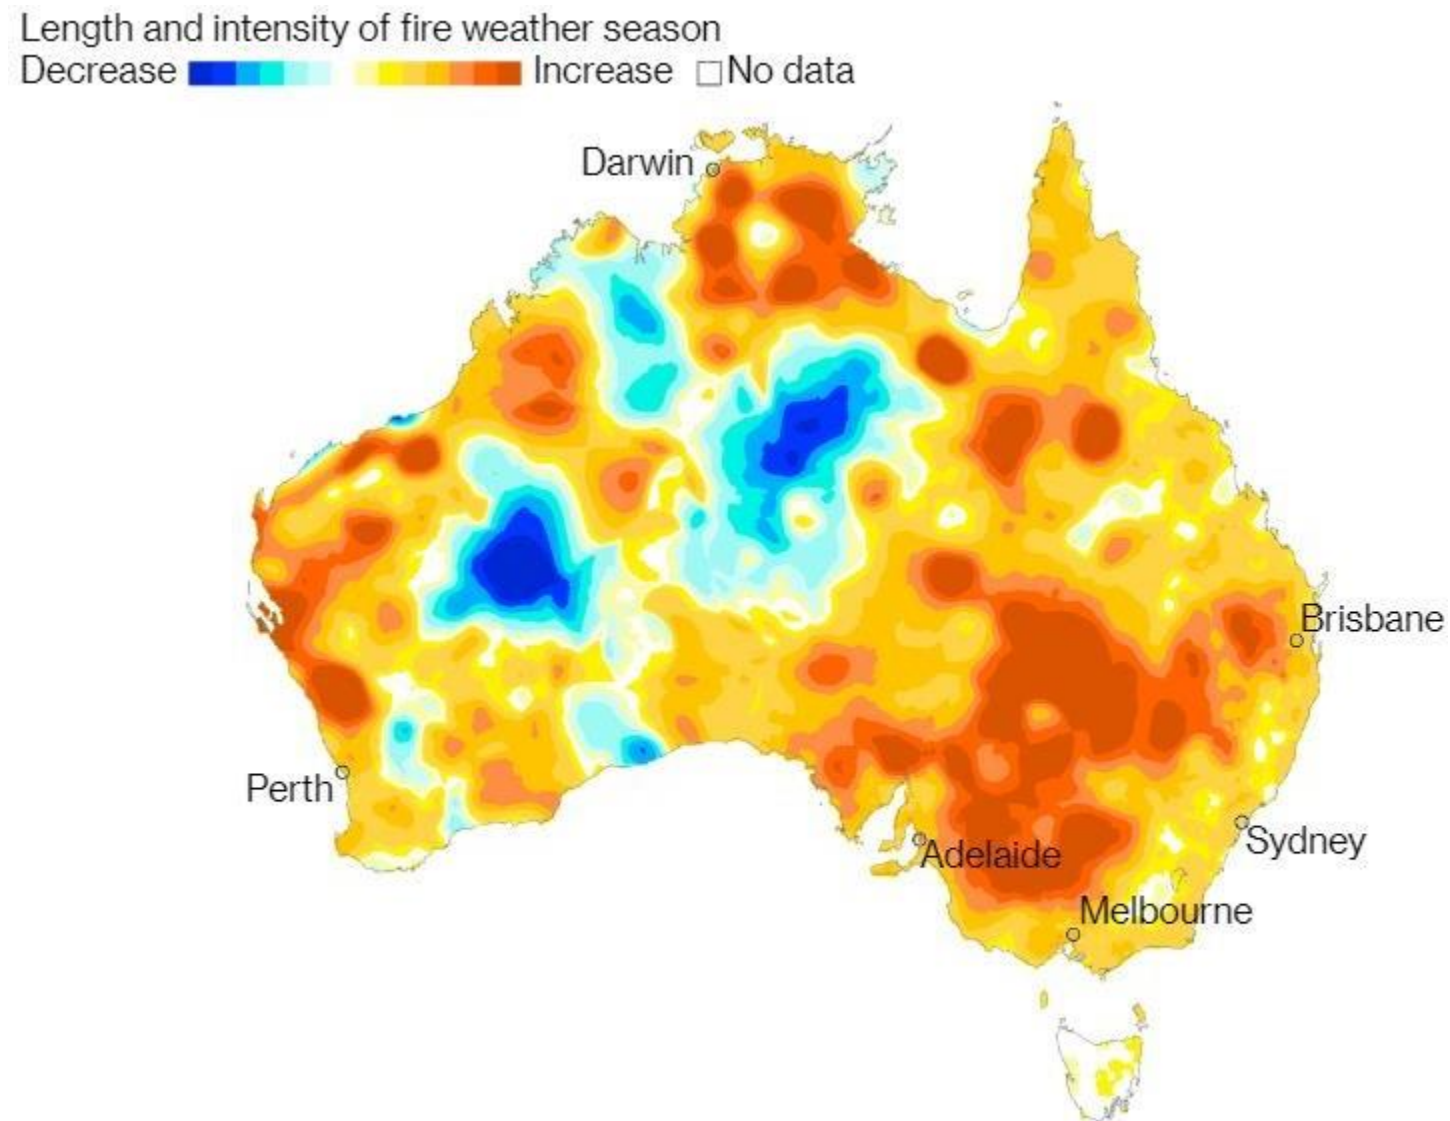 Length and intensity of fire weather season
Decrease Increase No data
Darwin
Brisbane
Perth
Sydney
Adelaide
Melbourne